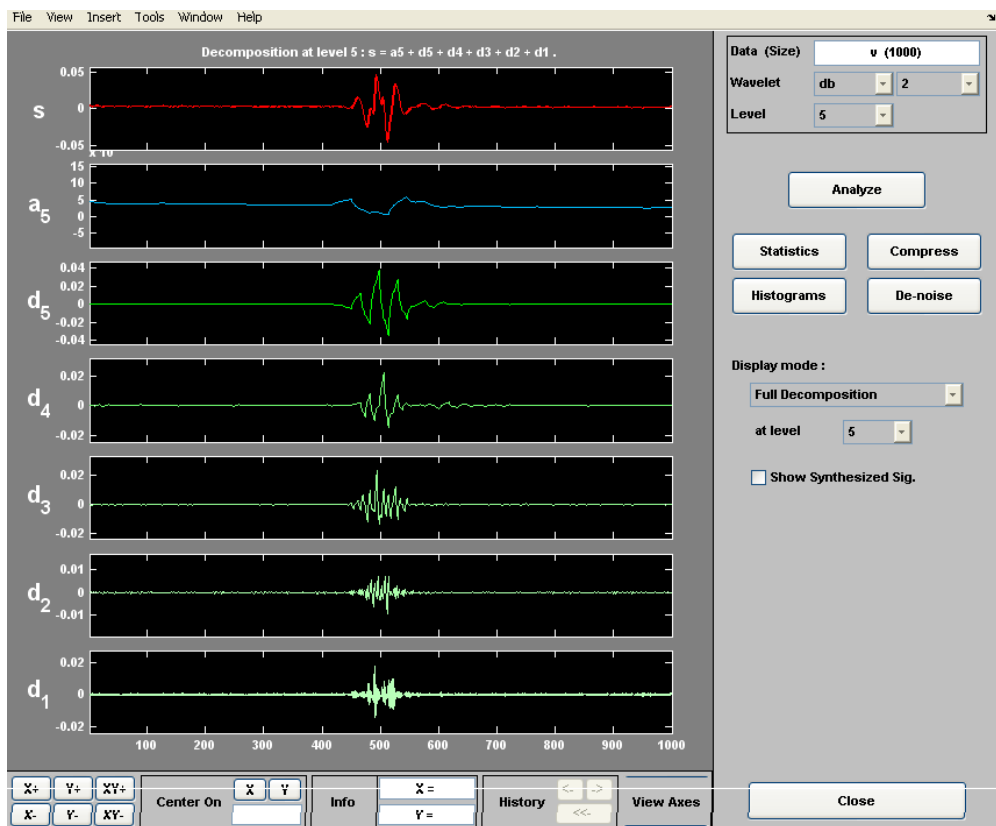 File View Insert Tools Window Help
Decomposition at level 5 : s = a5 + d5 + d4 + d3 + d2 + d1 .
s
0.05
0
-0.05
x 10
a5
15
10
5
0
-5
d5
0.04
0.02
0
-0.02
-0.04
d4
0.02
0
-0.02
d3
0.02
0
-0.02
d2
0.01
0
-0.01
d1
0.02
0
-0.02
100 200 300 400 500 600 700 800 900 1000
Data (Size) v (1000)
Wavelet db 2
Level 5
Analyze
Statistics Compress
Histograms De-noise
Display mode :
Full Decomposition
at level 5
Show Synthesized Sig.
X+ Y+ XY+
X- Y- XY-
Center On X Y
Info X =
Y =
History <- ->
<<-
View Axes
Close